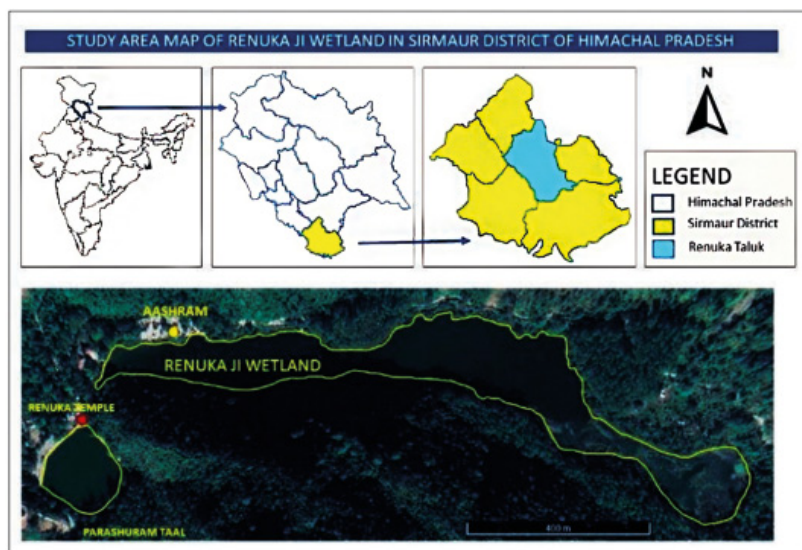 STUDY AREA MAP OF RENUKA JI WETLAND IN SIRMAUR DISTRICT OF HIMACHAL PRADESH
N
LEGEND
Himachal Pradesh
Sirmaur District
Renuka Taluk
AASHRAM
RENUKA JI WETLAND
RENUKA TEMPLE
PARASHURAM TAAL
400 m